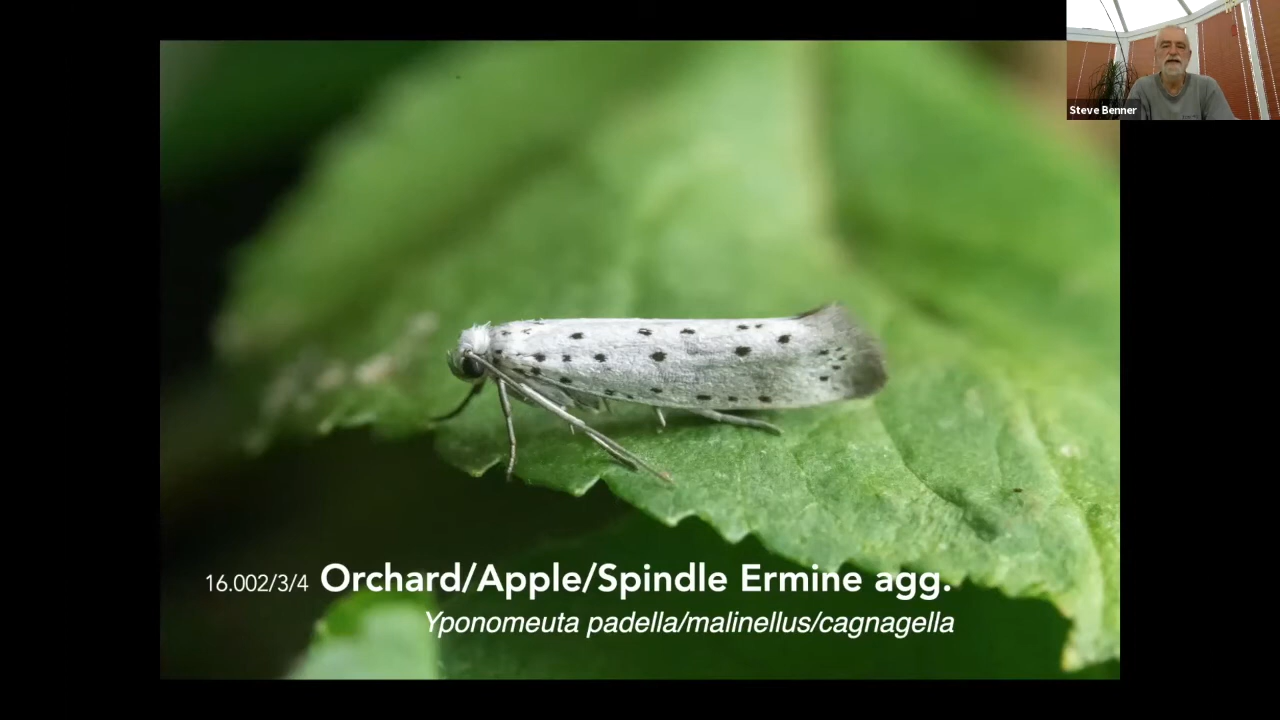 Steve Benner
16.002/3/4 Orchard/Apple/Spindle Ermine agg.
Yponomeuta padella/malinellus/cagnagella